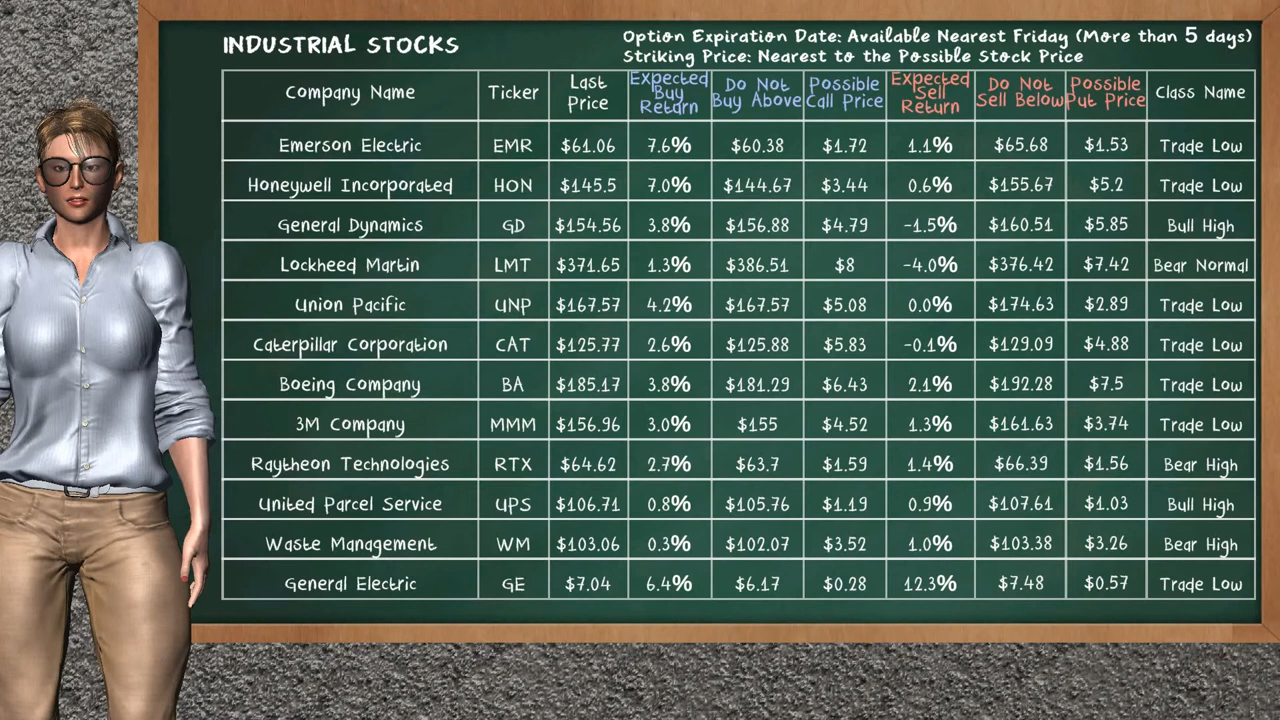 INDUSTRIAL STOCKS
Option Expiration Date: Available Nearest Friday (More than 5 days)
Striking Price: Nearest to the Possible Stock Price
Company Name Ticker Last Price Expected Buy Return Do Not Buy Above Possible Call Price Expected Sell Return Do Not Sell Below Possible Put Price Class Name
Emerson Electric EMR $61.06 7.6% $60.38 $1.72 1.1% $65.68 $1.53 Trade Low
Honeywell Incorporated HON $145.5 7.0% $144.67 $3.44 0.6% $155.67 $5.2 Trade Low
General Dynamics GD $154.56 3.8% $156.88 $4.79 -1.5% $160.51 $5.85 Bull High
Lockheed Martin LMT $371.65 1.3% $386.51 $8 -4.0% $376.42 $7.42 Bear Normal
Union Pacific UNP $167.57 4.2% $167.57 $5.08 0.0% $174.63 $2.89 Trade Low
Caterpillar Corporation CAT $125.77 2.6% $125.88 $5.83 -0.1% $129.09 $4.88 Trade Low
Boeing Company BA $185.17 3.8% $181.29 $6.43 2.1% $192.28 $7.5 Trade Low
3M Company MMM $156.96 3.0% $155 $4.52 1.3% $161.63 $3.74 Trade Low
Raytheon Technologies RTX $64.62 2.7% $63.7 $1.59 1.4% $66.39 $1.56 Bear High
United Parcel Service UPS $106.71 0.8% $105.76 $1.19 0.9% $107.61 $1.03 Bull High
Waste Management WM $103.06 0.3% $102.07 $3.52 1.0% $103.38 $3.26 Bear High
General Electric GE $7.04 6.4% $6.17 $0.28 12.3% $7.48 $0.57 Trade Low